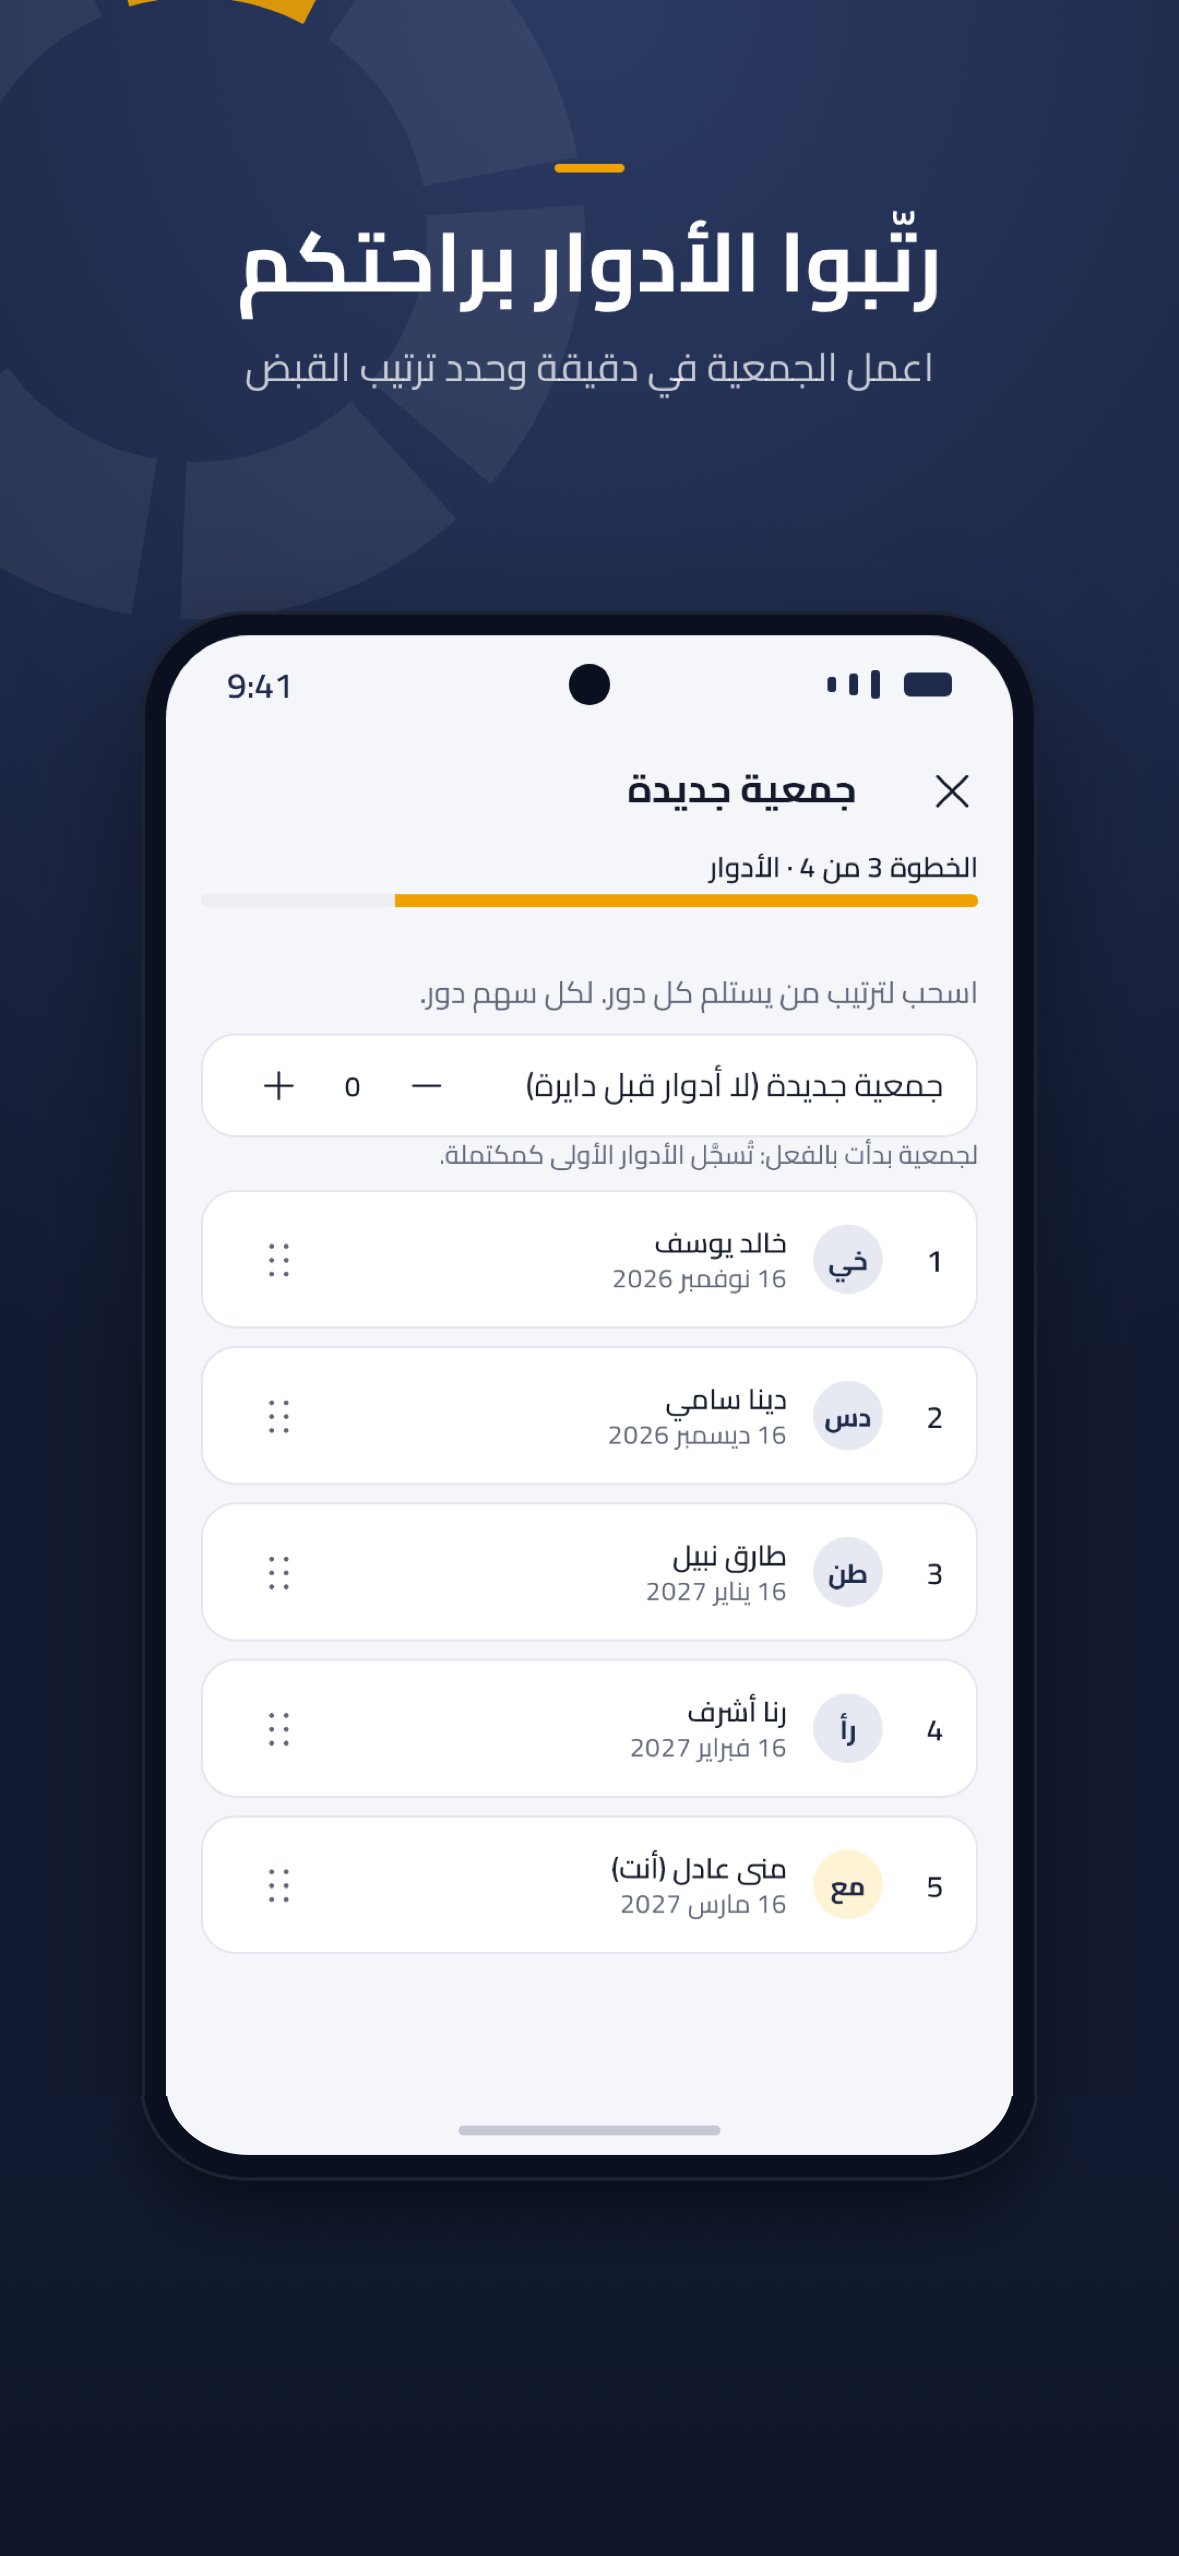 رتّبوا الأدوار براحتكم
اعمل الجمعية في دقيقة وحدد ترتيب القبض
9:41
جمعية جديدة
الخطوة 3 من 4 · الأدوار
اسحب لترتيب من يستلم كل دور. لكل سهم دور.
جمعية جديدة (لا أدوار قبل دايرة)
0
لجمعية بدأت بالفعل: تُسجَّل الأدوار الأولى كمكتملة.
1
خي
خالد يوسف
16 نوفمبر 2026
2
دس
دينا سامي
16 ديسمبر 2026
3
طن
طارق نبيل
16 يناير 2027
4
رأ
رنا أشرف
16 فبراير 2027
5
مع
منى عادل (أنت)
16 مارس 2027